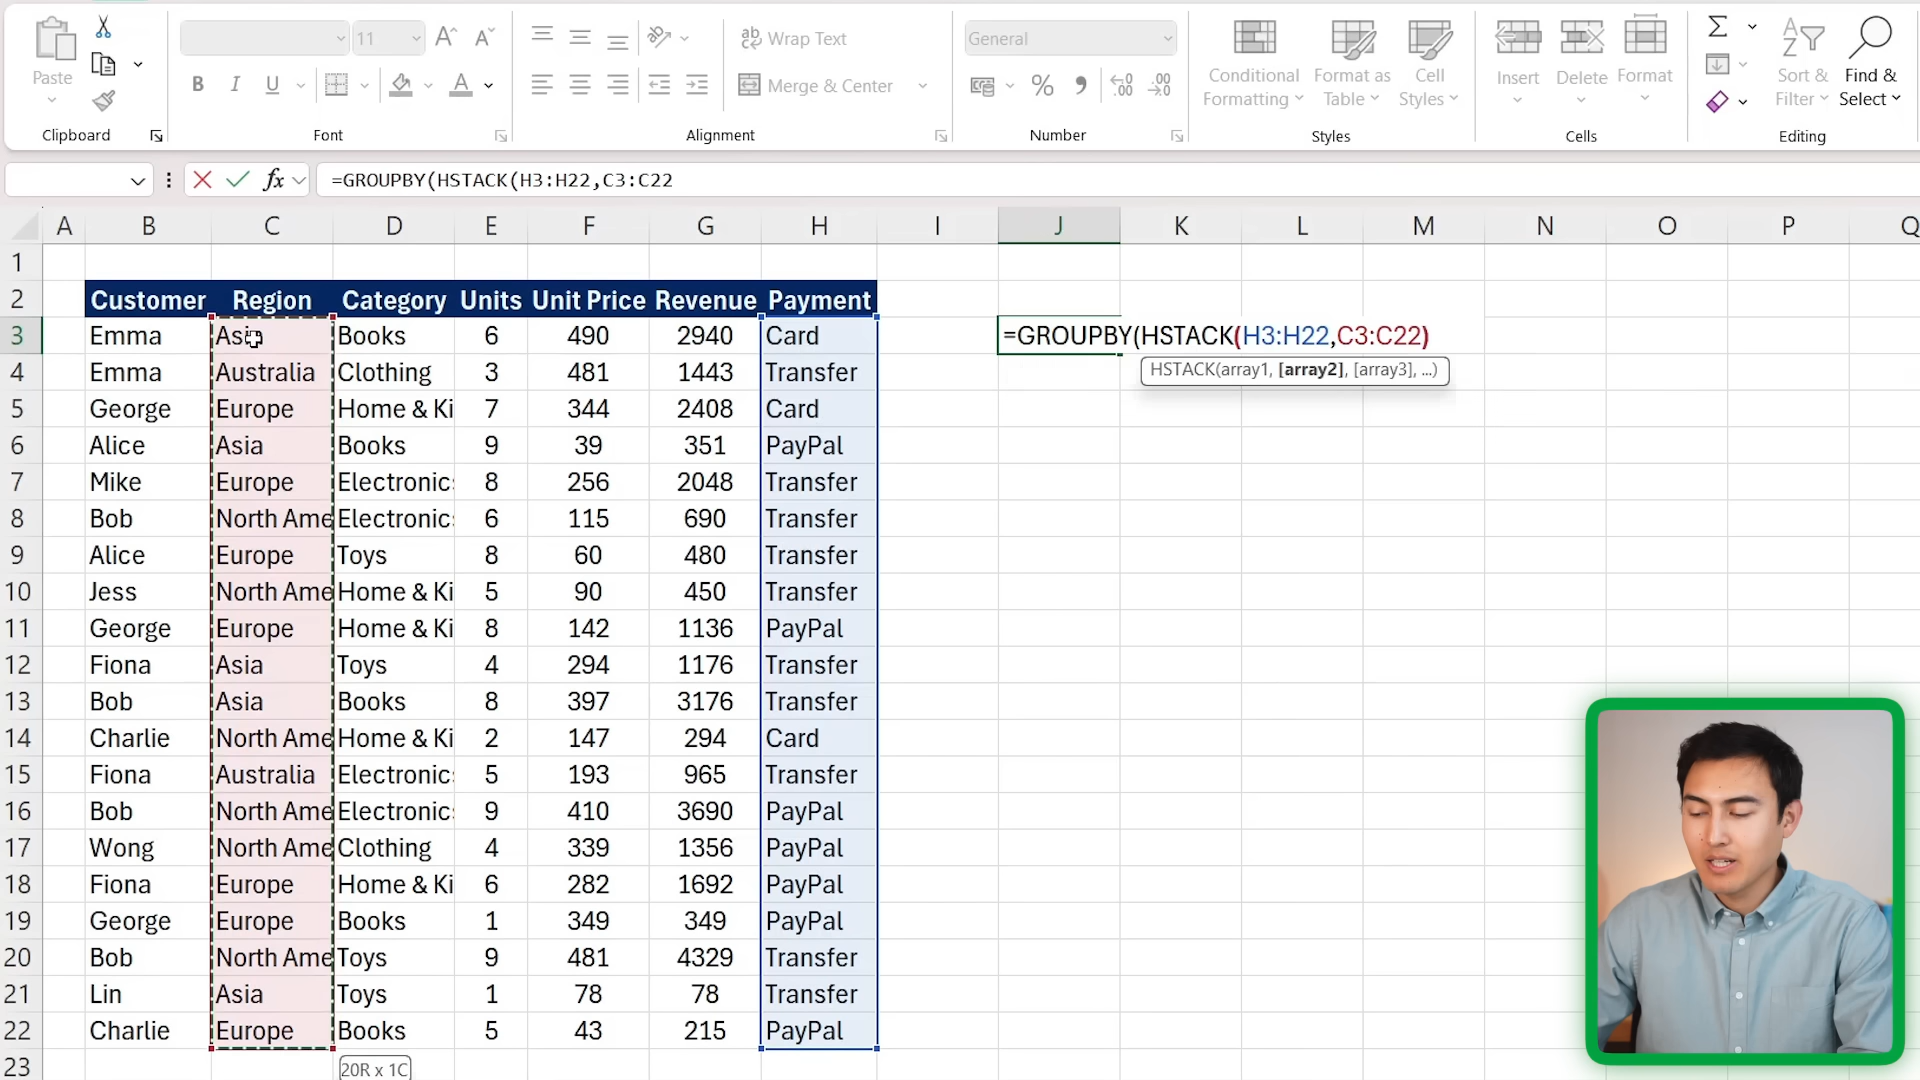 Paste
Clipboard
11
B I U
Font
Wrap Text
Merge & Center
Alignment
General
Number
Conditional Formatting
Format as Table
Cell Styles
Styles
Insert
Delete
Format
Cells
Sort & Filter
Find & Select
Editing
fx
=GROUPBY(HSTACK(H3:H22,C3:C22
A B C D E F G H I J K L M N O P Q
1
2 Customer Region Category Units Unit Price Revenue Payment
3 Emma Asia Books 6 490 2940 Card =GROUPBY(HSTACK(H3:H22,C3:C22)
HSTACK(array1, [array2], [array3], ...)
4 Emma Australia Clothing 3 481 1443 Transfer
5 George Europe Home & Ki 7 344 2408 Card
6 Alice Asia Books 9 39 351 PayPal
7 Mike Europe Electronic 8 256 2048 Transfer
8 Bob North Ame Electronic 6 115 690 Transfer
9 Alice Europe Toys 8 60 480 Transfer
10 Jess North Ame Home & Ki 5 90 450 Transfer
11 George Europe Home & Ki 8 142 1136 PayPal
12 Fiona Asia Toys 4 294 1176 Transfer
13 Bob Asia Books 8 397 3176 Transfer
14 Charlie North Ame Home & Ki 2 147 294 Card
15 Fiona Australia Electronic 5 193 965 Transfer
16 Bob North Ame Electronic 9 410 3690 PayPal
17 Wong North Ame Clothing 4 339 1356 PayPal
18 Fiona Europe Home & Ki 6 282 1692 PayPal
19 George Europe Books 1 349 349 PayPal
20 Bob North Ame Toys 9 481 4329 Transfer
21 Lin Asia Toys 1 78 78 Transfer
22 Charlie Europe Books 5 43 215 PayPal
23
20R x 1C